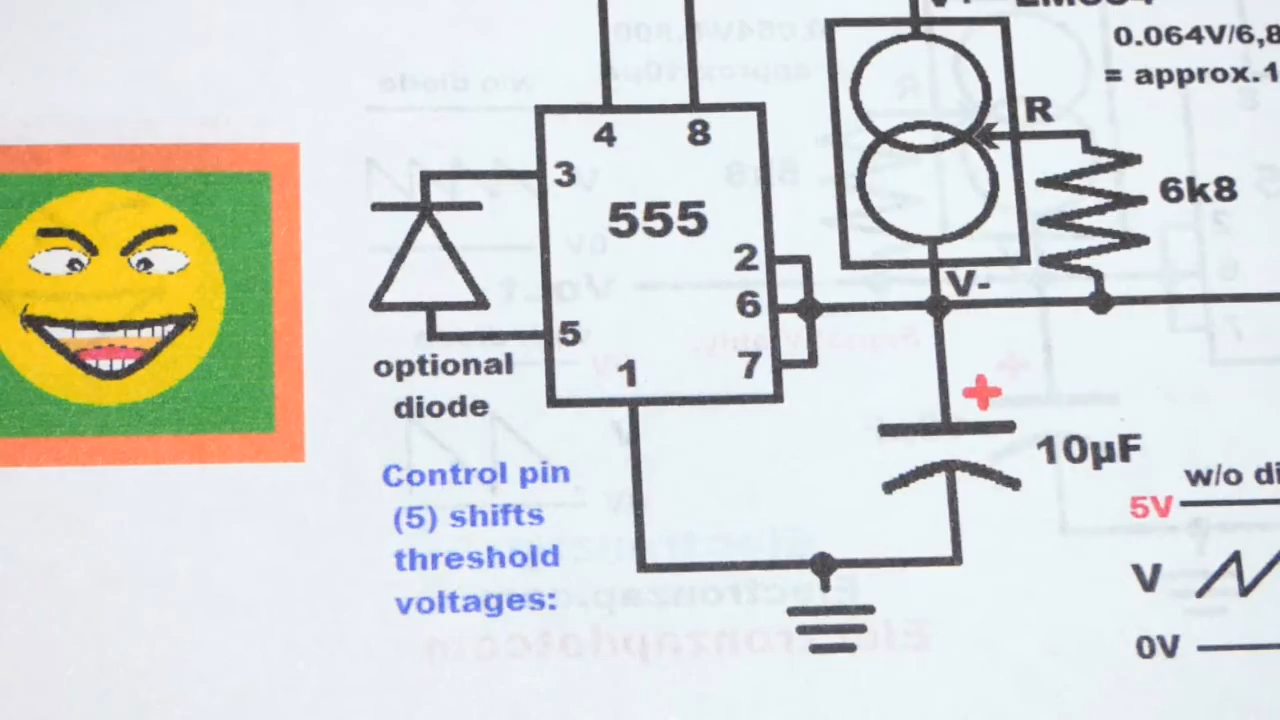 0.064V/6,8
= approx.1
R
4 8
3
6k8
555
2
V-
6
5
optional
diode
1
7
+
10µF
Control pin
(5) shifts
threshold
voltages:
w/o di
5V
V
0V